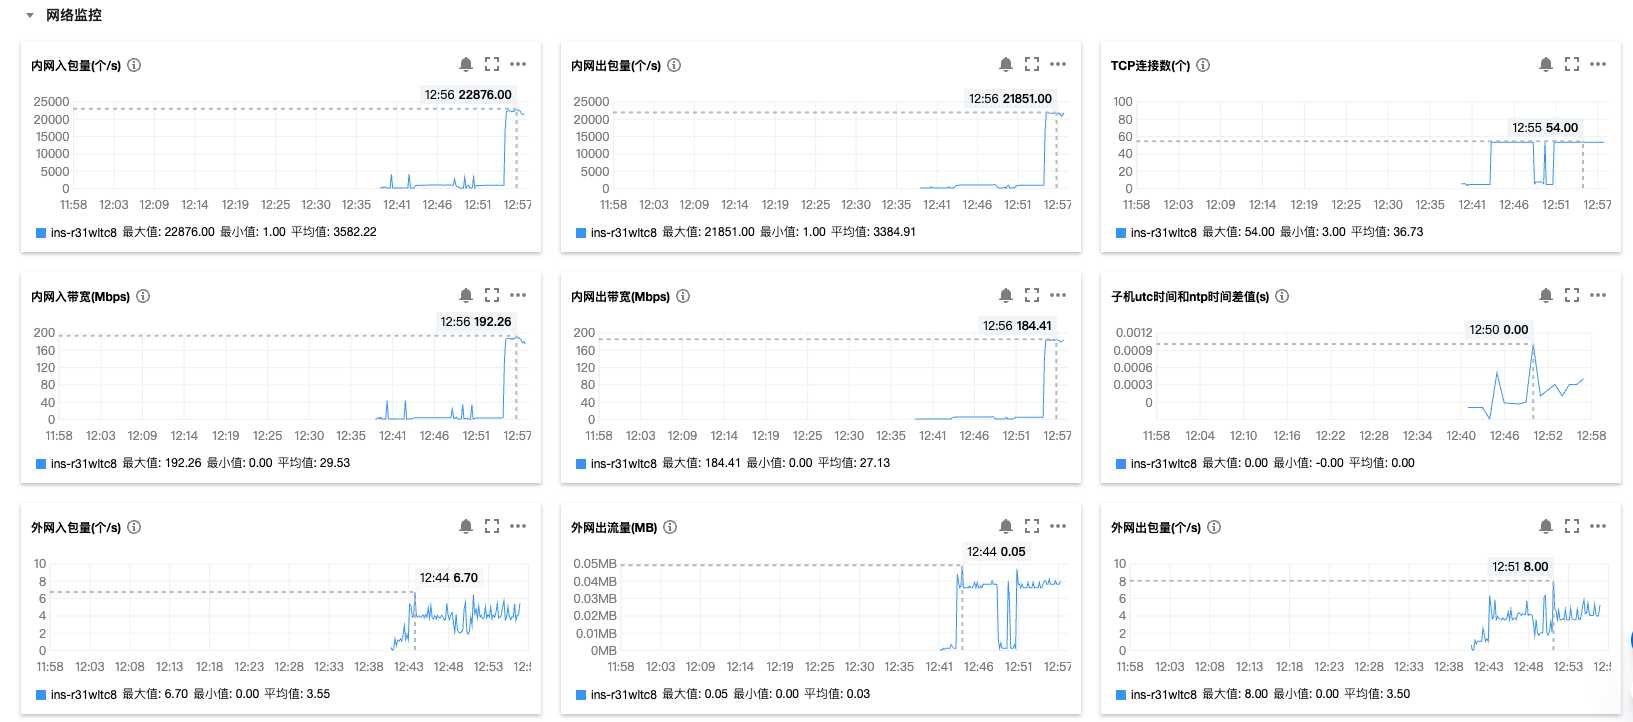 网络监控
内网入包量(个/s)
12:56 22876.00
25000
20000
15000
10000
5000
0
11:58 12:03 12:09 12:14 12:19 12:25 12:30 12:35 12:41 12:46 12:51 12:57
ins-r31wltc8 最大值: 22876.00 最小值: 1.00 平均值: 3582.22
内网出包量(个/s)
12:56 21851.00
25000
20000
15000
10000
5000
0
11:58 12:03 12:09 12:14 12:19 12:25 12:30 12:35 12:41 12:46 12:51 12:57
ins-r31wltc8 最大值: 21851.00 最小值: 1.00 平均值: 3384.91
TCP连接数(个)
12:55 54.00
100
80
60
40
20
0
11:58 12:03 12:09 12:14 12:19 12:25 12:30 12:35 12:41 12:46 12:51 12:57
ins-r31wltc8 最大值: 54.00 最小值: 3.00 平均值: 36.73
内网入带宽(Mbps)
12:56 192.26
200
160
120
80
40
0
11:58 12:03 12:09 12:14 12:19 12:25 12:30 12:35 12:41 12:46 12:51 12:57
ins-r31wltc8 最大值: 192.26 最小值: 0.00 平均值: 29.53
内网出带宽(Mbps)
12:56 184.41
200
160
120
80
40
0
11:58 12:03 12:09 12:14 12:19 12:25 12:30 12:35 12:41 12:46 12:51 12:57
ins-r31wltc8 最大值: 184.41 最小值: 0.00 平均值: 27.13
子机utc时间和ntp时间差值(s)
12:50 0.00
0.0012
0.0009
0.0006
0.0003
0
11:58 12:04 12:10 12:16 12:22 12:28 12:34 12:40 12:46 12:52 12:58
ins-r31wltc8 最大值: 0.00 最小值: -0.00 平均值: 0.00
外网入包量(个/s)
12:44 6.70
10
8
6
4
2
0
11:58 12:03 12:08 12:13 12:18 12:23 12:28 12:33 12:38 12:43 12:48 12:53
ins-r31wltc8 最大值: 6.70 最小值: 0.00 平均值: 3.55
外网出流量(MB)
12:44 0.05
0.05MB
0.04MB
0.03MB
0.02MB
0.01MB
0MB
11:58 12:03 12:09 12:14 12:19 12:25 12:30 12:35 12:41 12:46 12:51 12:57
ins-r31wltc8 最大值: 0.05 最小值: 0.00 平均值: 0.03
外网出包量(个/s)
12:51 8.00
10
8
6
4
2
0
11:58 12:03 12:08 12:13 12:18 12:23 12:28 12:33 12:38 12:43 12:48 12:53
ins-r31wltc8 最大值: 8.00 最小值: 0.00 平均值: 3.50